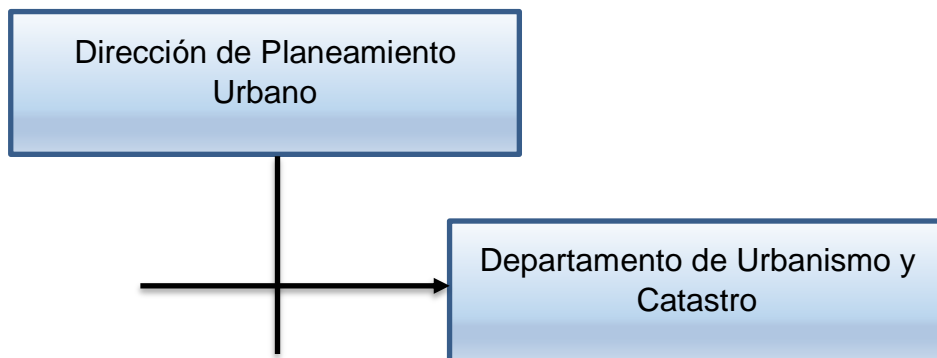 Dirección de Planeamiento
Urbano
Departamento de Urbanismo y
Catastro